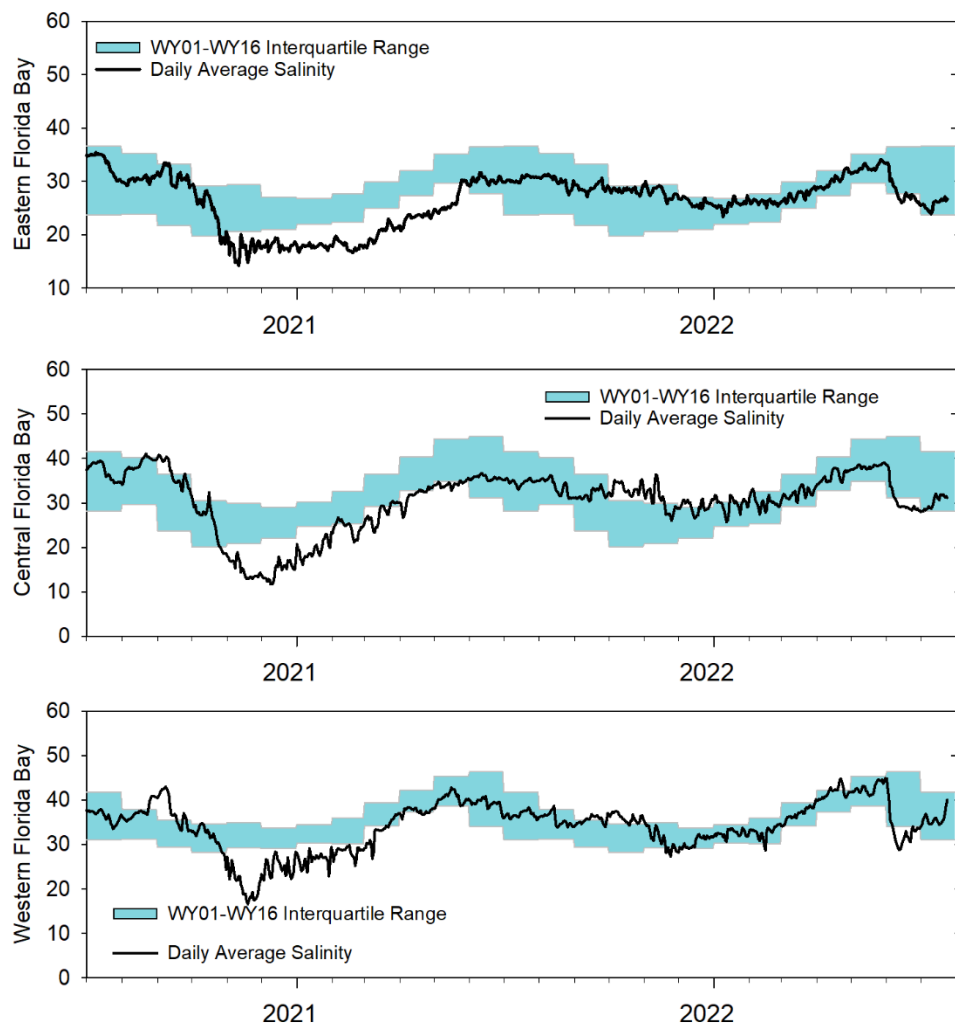 60
WY01-WY16 Interquartile Range
50
Daily Average Salinity
40
30
20
10
Eastern Florida Bay
2021
2022
60
WY01-WY16 Interquartile Range
50
Daily Average Salinity
40
30
20
10
0
Central Florida Bay
2021
2022
60
50
40
30
20
WY01-WY16 Interquartile Range
10
Daily Average Salinity
0
Western Florida Bay
2021
2022